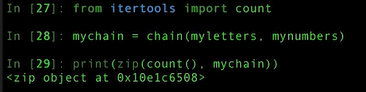 In [27]: from itertools import count
In [28]: mychain = chain(myletters, mynumbers)
In [29]: print(zip(count(), mychain))
<zip object at 0x10e1c6508>